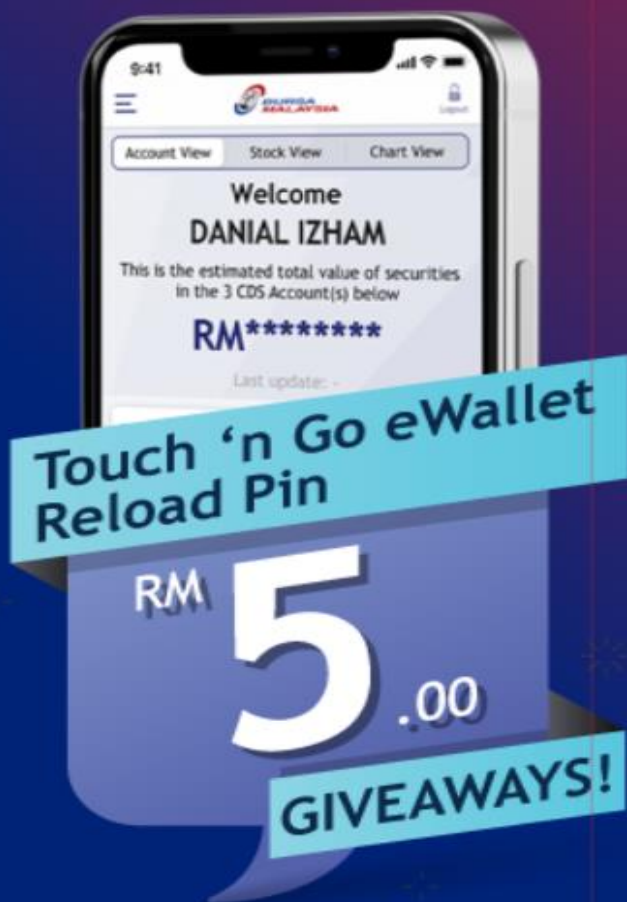 9:41
BURSA
MALAYSIA
Logout
Account View Stock View Chart View
Welcome
DANIAL IZHAM
This is the estimated total value of securities
in the 3 CDS Account(s) below
RM********
Last update: -
Touch ‘n Go eWallet
Reload Pin
RM 5.00
GIVEAWAYS!